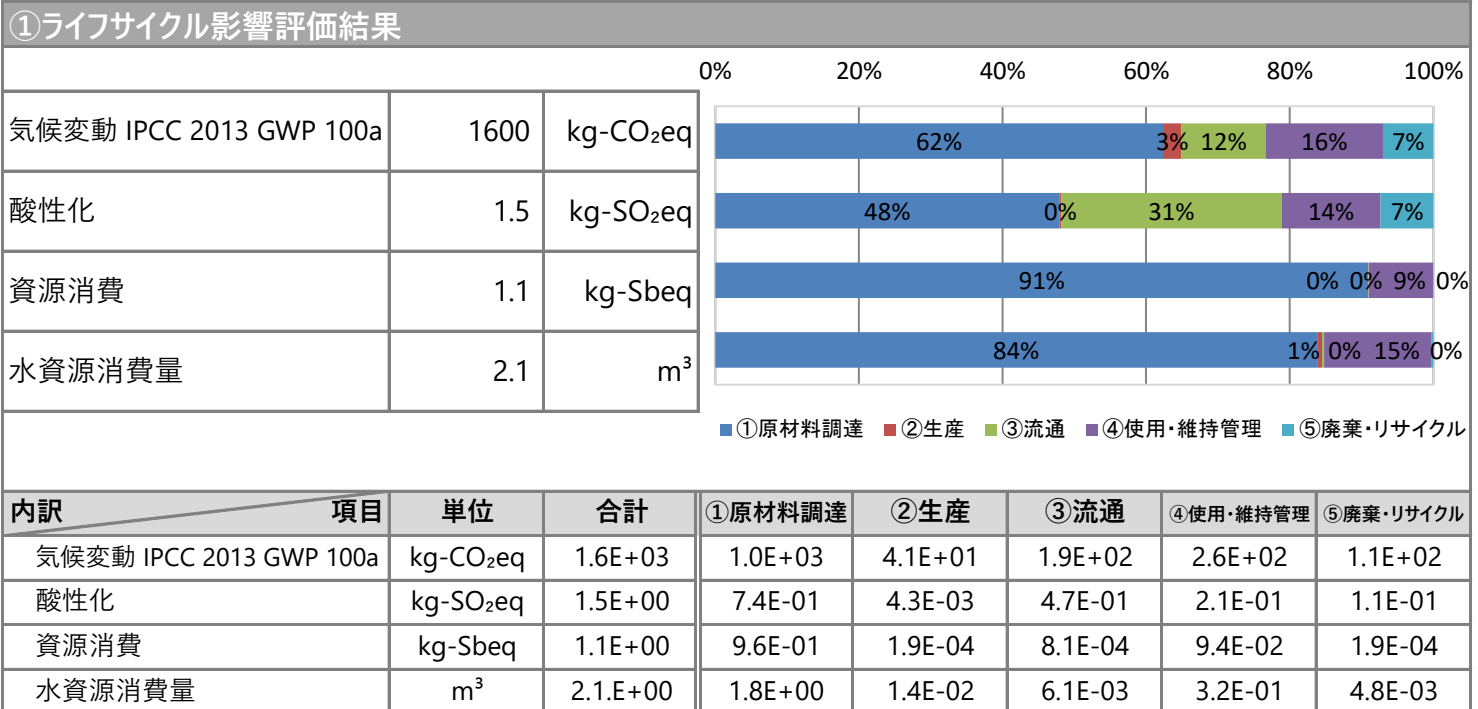 ①ライフサイクル影響評価結果
0% 20% 40% 60% 80% 100%
気候変動 IPCC 2013 GWP 100a 1600 kg-CO₂eq 62% 3% 12% 16% 7%
酸性化 1.5 kg-SO₂eq 48% 0% 31% 14% 7%
資源消費 1.1 kg-Sbeq 91% 0% 0% 9% 0%
水資源消費量 2.1 m³ 84% 1% 0% 15% 0%
①原材料調達 ②生産 ③流通 ④使用・維持管理 ⑤廃棄・リサイクル
内訳 項目 単位 合計 ①原材料調達 ②生産 ③流通 ④使用・維持管理 ⑤廃棄・リサイクル
気候変動 IPCC 2013 GWP 100a kg-CO₂eq 1.6E+03 1.0E+03 4.1E+01 1.9E+02 2.6E+02 1.1E+02
酸性化 kg-SO₂eq 1.5E+00 7.4E-01 4.3E-03 4.7E-01 2.1E-01 1.1E-01
資源消費 kg-Sbeq 1.1E+00 9.6E-01 1.9E-04 8.1E-04 9.4E-02 1.9E-04
水資源消費量 m³ 2.1.E+00 1.8E+00 1.4E-02 6.1E-03 3.2E-01 4.8E-03